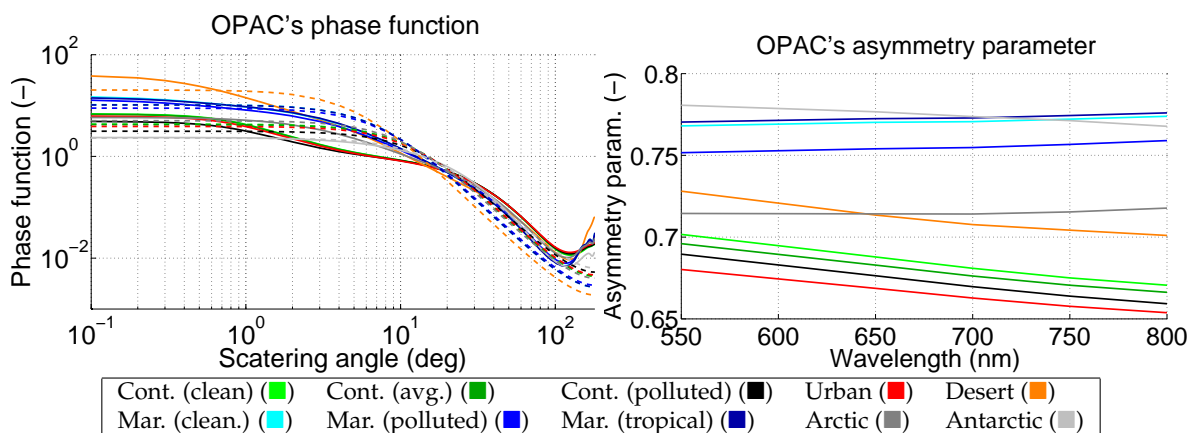 OPAC's phase function
OPAC's asymmetry parameter
Phase function (−)
10^2
10^0
10^−2
10^−1
10^0
10^1
10^2
Scatering angle (deg)
Asymmetry param. (−)
0.8
0.75
0.7
0.65
550
600
650
700
750
800
Wavelength (nm)
Cont. (clean) (■) Cont. (avg.) (■) Cont. (polluted) (■) Urban (■) Desert (■)
Mar. (clean.) (■) Mar. (polluted) (■) Mar. (tropical) (■) Arctic (■) Antarctic (■)